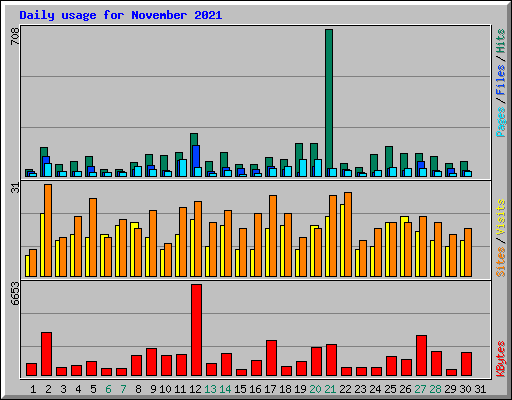 Daily usage for November 2021
708
Pages / Files / Hits
31
Sites / Visits
6653
KBytes
1 2 3 4 5 6 7 8 9 10 11 12 13 14 15 16 17 18 19 20 21 22 23 24 25 26 27 28 29 30 31